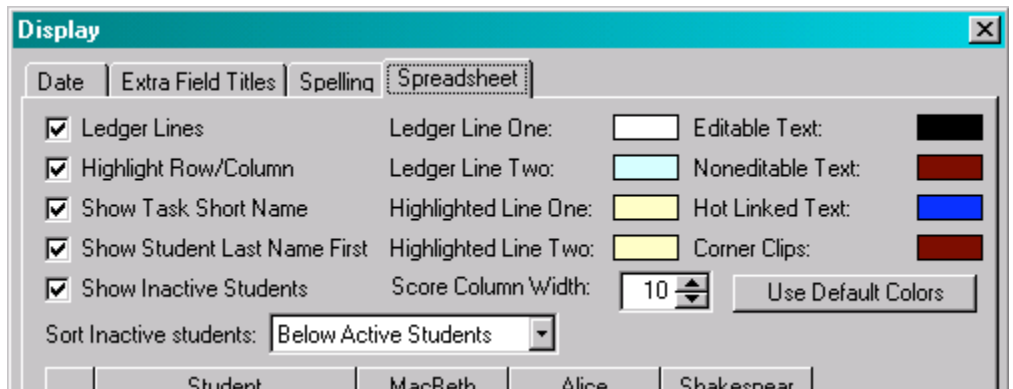 Display
Date Extra Field Titles Spelling Spreadsheet
Ledger Lines Ledger Line One: Editable Text:
Highlight Row/Column Ledger Line Two: Noneditable Text:
Show Task Short Name Highlighted Line One: Hot Linked Text:
Show Student Last Name First Highlighted Line Two: Corner Clips:
Show Inactive Students Score Column Width: 10 Use Default Colors
Sort Inactive students: Below Active Students
Student MacBeth Alice Shakespear